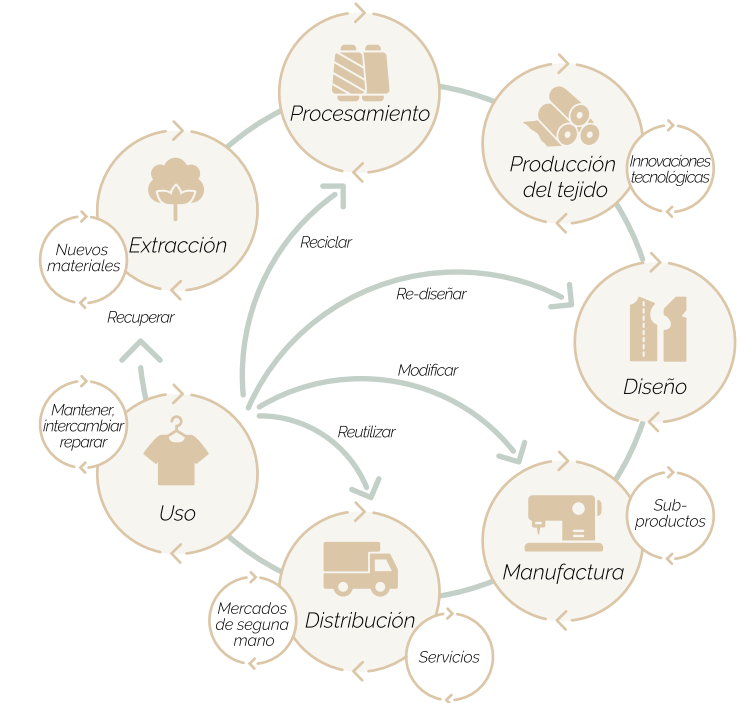 Procesamiento
Producción
del tejido
Innovaciones
tecnológicas
Extracción
Nuevos
materiales
Reciclar
Re-diseñar
Recuperar
Diseño
Modificar
Mantener,
intercambiar
reparar
Reutilizar
Uso
Sub-
productos
Manufactura
Mercados
de seguna
mano
Distribución
Servicios